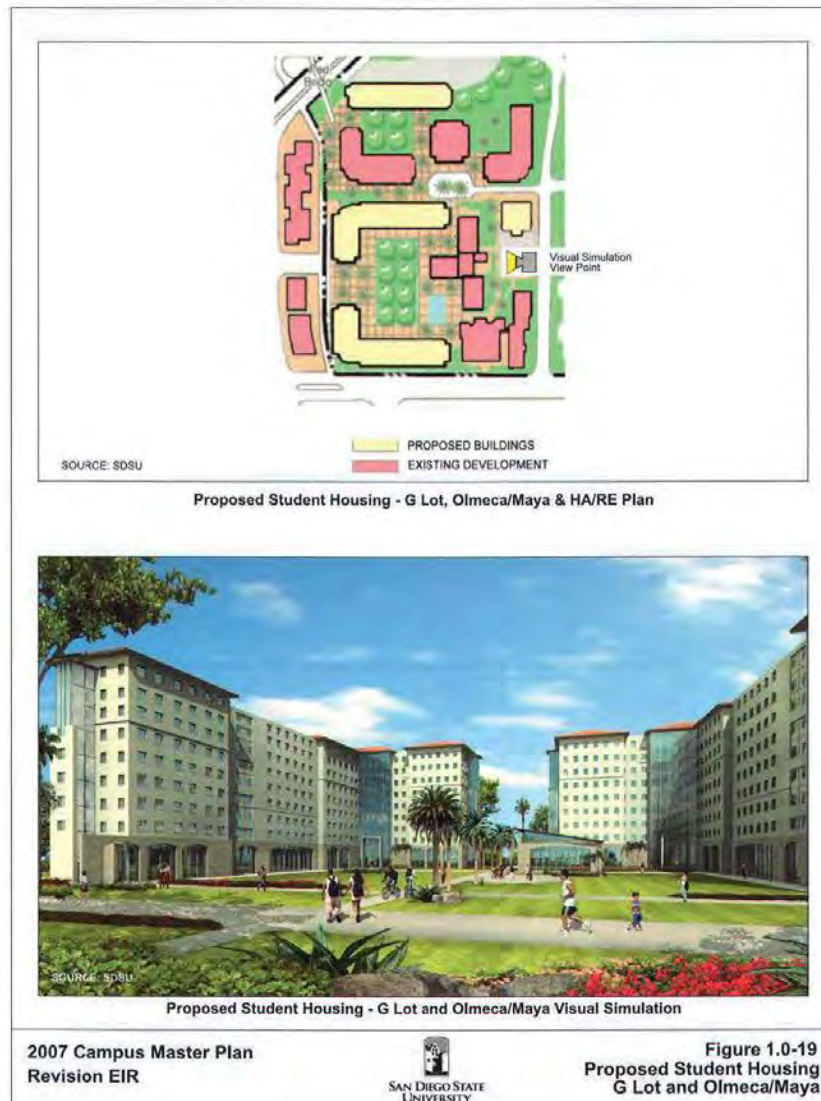 Bridge
Visual Simulation
View Point
PROPOSED BUILDINGS
EXISTING DEVELOPMENT
SOURCE: SDSU
Proposed Student Housing - G Lot, Olmeca/Maya & HA/RE Plan
SOURCE: SDSU
Proposed Student Housing - G Lot and Olmeca/Maya Visual Simulation
2007 Campus Master Plan
Revision EIR
SAN DIEGO STATE
UNIVERSITY
Figure 1.0-19
Proposed Student Housing
G Lot and Olmeca/Maya